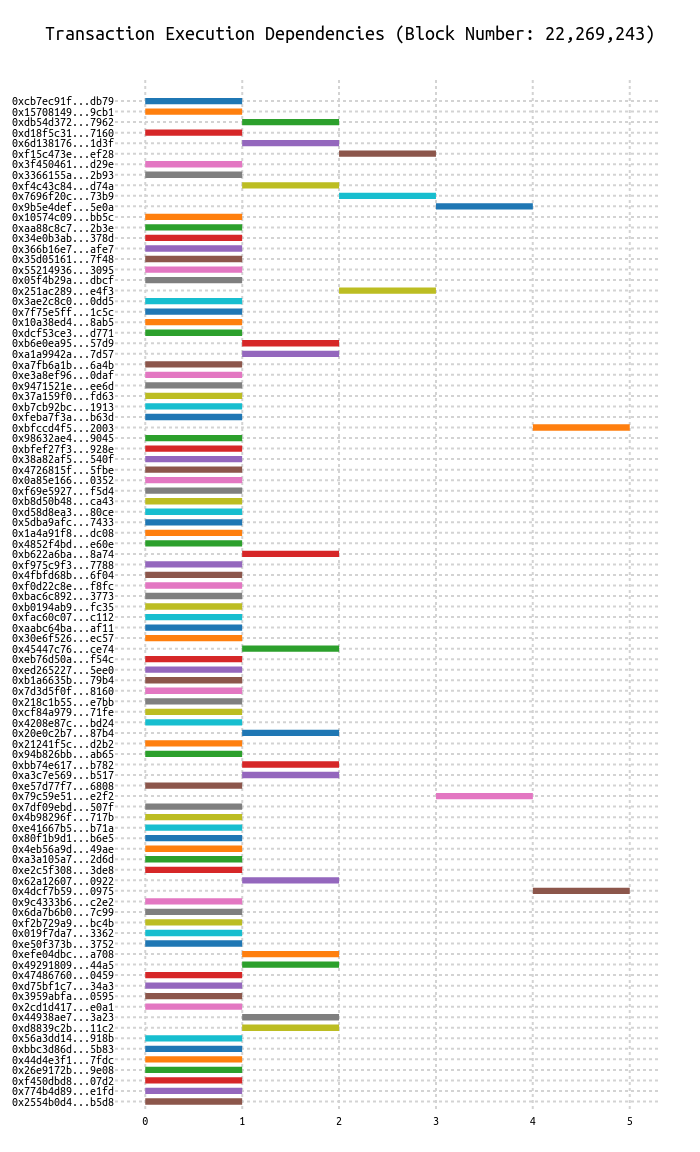 Transaction Execution Dependencies (Block Number: 22,269,243)
0xcb7ec91f...db79
0x15708149...9cb1
0xdb54d372...7962
0xd18f5c31...7160
0x6d138176...1d3f
0xf15c473e...ef28
0x3f450461...d29e
0x3366155a...2b93
0xf4c43c84...d74a
0x7696f20c...73b9
0x9b5e4def...5e0a
0x10574c09...bb5c
0xaa88c8c7...2b3e
0x34e0b3ab...378d
0x366b16e7...afe7
0x35d05161...7f48
0x55214936...3095
0x05f4b29a...dbcf
0x251ac289...e4f3
0x3ae2c8c0...0dd5
0x7f75e5ff...1c5c
0x10a38ed4...8ab5
0xdcf53ce3...d771
0xb6e0ea95...57d9
0xa1a9942a...7d57
0xa7fb6a1b...6a4b
0xe3a8ef96...0daf
0x9471521e...ee6d
0x37a159f0...fd63
0xb7cb92bc...1913
0xfeba7f3a...b63d
0xbfccd4f5...2003
0x98632ae4...9045
0xbfef27f3...928e
0x38a82af5...540f
0x4726815f...5fbe
0x0a85e166...0352
0xf69e5927...f5d4
0xb8d50b48...ca43
0xd58d8ea3...80ce
0x5dba9afc...7433
0x1a4a91f8...dc08
0x4852f4bd...e60e
0xb622a6ba...8a74
0xf975c9f3...7788
0x4fbfd68b...6f04
0xf0d22c8e...f8fc
0xbac6c892...3773
0xb0194ab9...fc35
0xfac60c07...c112
0xaabc64ba...af11
0x30e6f526...ec57
0x45447c76...ce74
0xeb76d50a...f54c
0xed265227...5ee0
0xb1a6635b...79b4
0x7d3d5f0f...8160
0x218c1b55...e7bb
0xcf84a979...71fe
0x4208e87c...bd24
0x20e0c2b7...87b4
0x21241f5c...d2b2
0x94b826bb...ab65
0xbb74e617...b782
0xa3c7e569...b517
0xe57d77f7...6808
0x79c59e51...e2f2
0x7df09ebd...507f
0x4b98296f...717b
0xe41667b5...b71a
0x80f1b9d1...b6e5
0x4eb56a9d...49ae
0xa3a105a7...2d6d
0xe2c5f308...3de8
0x62a12607...0922
0x4dcf7b59...0975
0x9c4333b6...c2e2
0x6da7b6b0...7c99
0xf2b729a9...bc4b
0x019f7da7...3362
0xe50f373b...3752
0xefe04dbc...a708
0x49291809...44a5
0x47486760...0459
0xd75bf1c7...34a3
0x3959abfa...0595
0x2cd1d417...e0a1
0x44938ae7...3a23
0xd8839c2b...11c2
0x56a3dd14...918b
0xbbc3d86d...5b83
0x44d4e3f1...7fdc
0x26e9172b...9e08
0xf450dbd8...07d2
0x774b4d89...e1fd
0x2554b0d4...b5d8
0 1 2 3 4 5